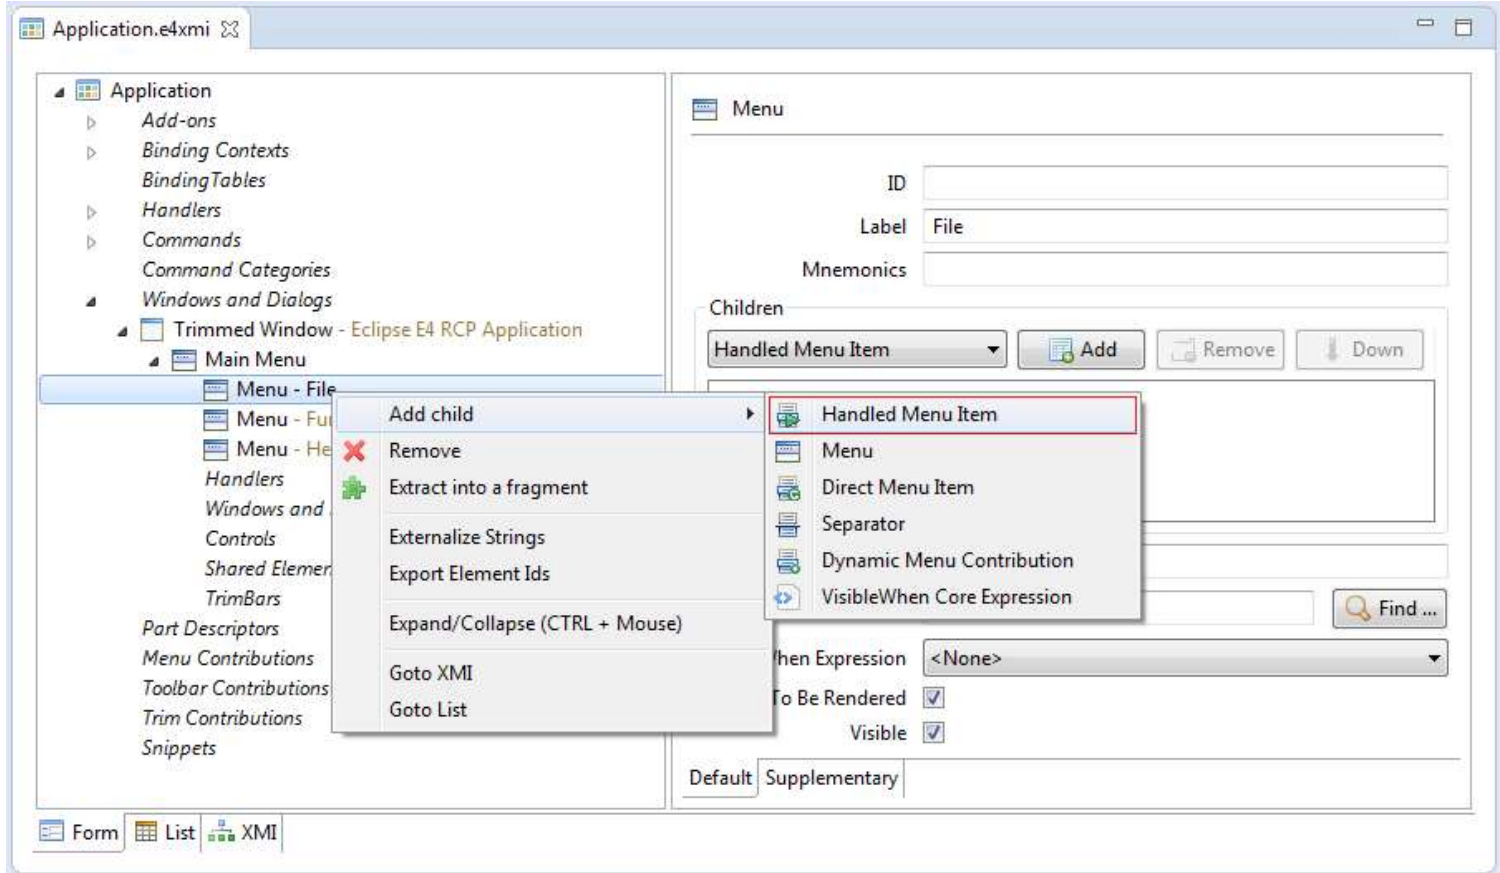 Application.e4xmi
Application
Add-ons
Binding Contexts
BindingTables
Handlers
Commands
Command Categories
Windows and Dialogs
Trimmed Window - Eclipse E4 RCP Application
Main Menu
Menu - File
Menu - Fu
Menu - He
Handlers
Windows and
Controls
Shared Elemen
TrimBars
Part Descriptors
Menu Contributions
Toolbar Contributions
Trim Contributions
Snippets
Add child
Remove
Extract into a fragment
Externalize Strings
Export Element Ids
Expand/Collapse (CTRL + Mouse)
Goto XMI
Goto List
Handled Menu Item
Menu
Direct Menu Item
Separator
Dynamic Menu Contribution
VisibleWhen Core Expression
Menu
ID
Label File
Mnemonics
Children
Handled Menu Item Add Remove Down
Find ...
hen Expression <None>
To Be Rendered
Visible
Default Supplementary
Form List XMI